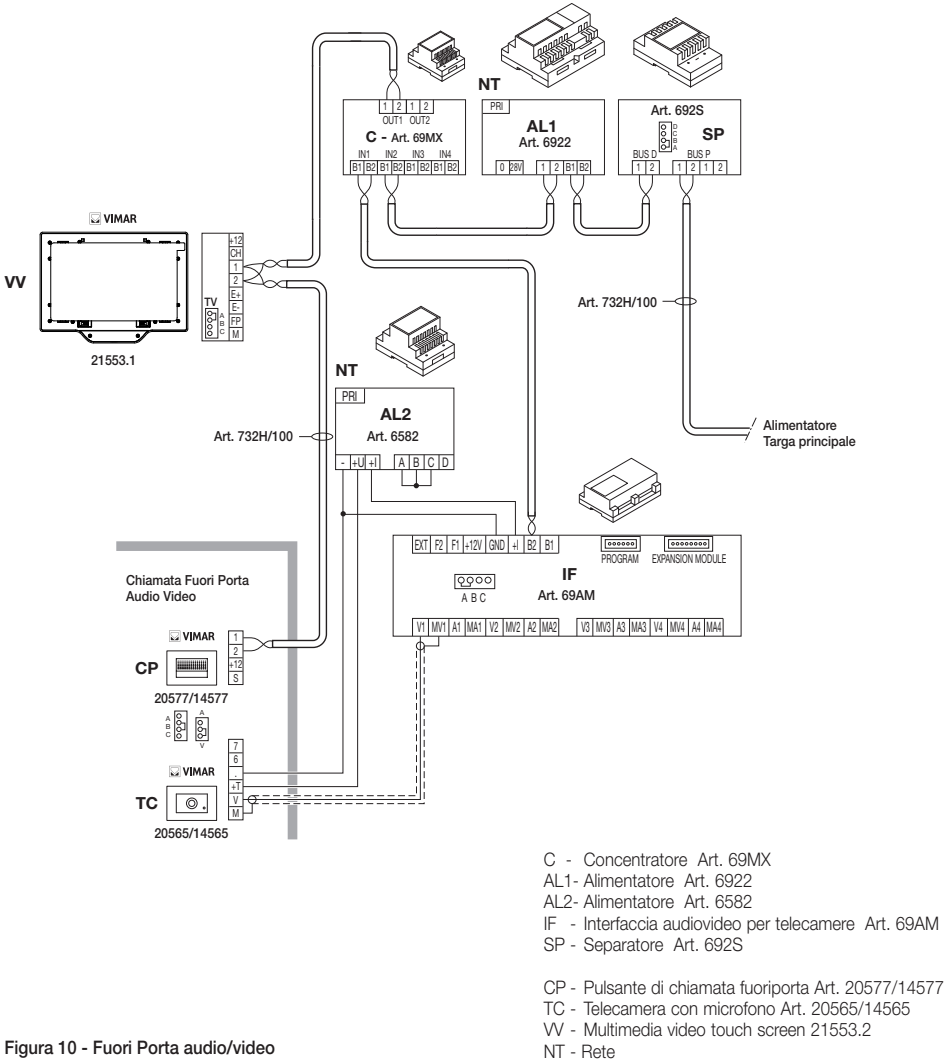 NT
1 2 1 2
OUT1 OUT2
C - Art. 69MX
IN1 IN2 IN3 IN4
B1 B2 B1 B2 B1 B2 B1 B2
PRI
AL1
Art. 6922
0 28V 1 2 B1 B2
Art. 692S
D
C
B
A
SP
BUS D BUS P
1 2 1 2 1 2
VIMAR
VV
21553.1
TV
A
B
C
+12
CH
1
2
E+
E-
FP
M
Art. 732H/100
NT
PRI
AL2
Art. 6582
- +U +I A B C D
Art. 732H/100
Alimentatore
Targa principale
EXT F2 F1 +12V GND +I B2 B1
PROGRAM EXPANSION MODULE
IF
A B C
Art. 69AM
V1 MV1 A1 MA1 V2 MV2 A2 MA2 V3 MV3 A3 MA3 V4 MV4 A4 MA4
Chiamata Fuori Porta
Audio Video
VIMAR
CP
1
2
+12
S
20577/14577
A
B
C
A
V
VIMAR
TC
7
6
-
+T
V
M
20565/14565
C - Concentratore Art. 69MX
AL1- Alimentatore Art. 6922
AL2- Alimentatore Art. 6582
IF - Interfaccia audiovideo per telecamere Art. 69AM
SP - Separatore Art. 692S
CP - Pulsante di chiamata fuoriporta Art. 20577/14577
TC - Telecamera con microfono Art. 20565/14565
VV - Multimedia video touch screen 21553.2
NT - Rete
Figura 10 - Fuori Porta audio/video